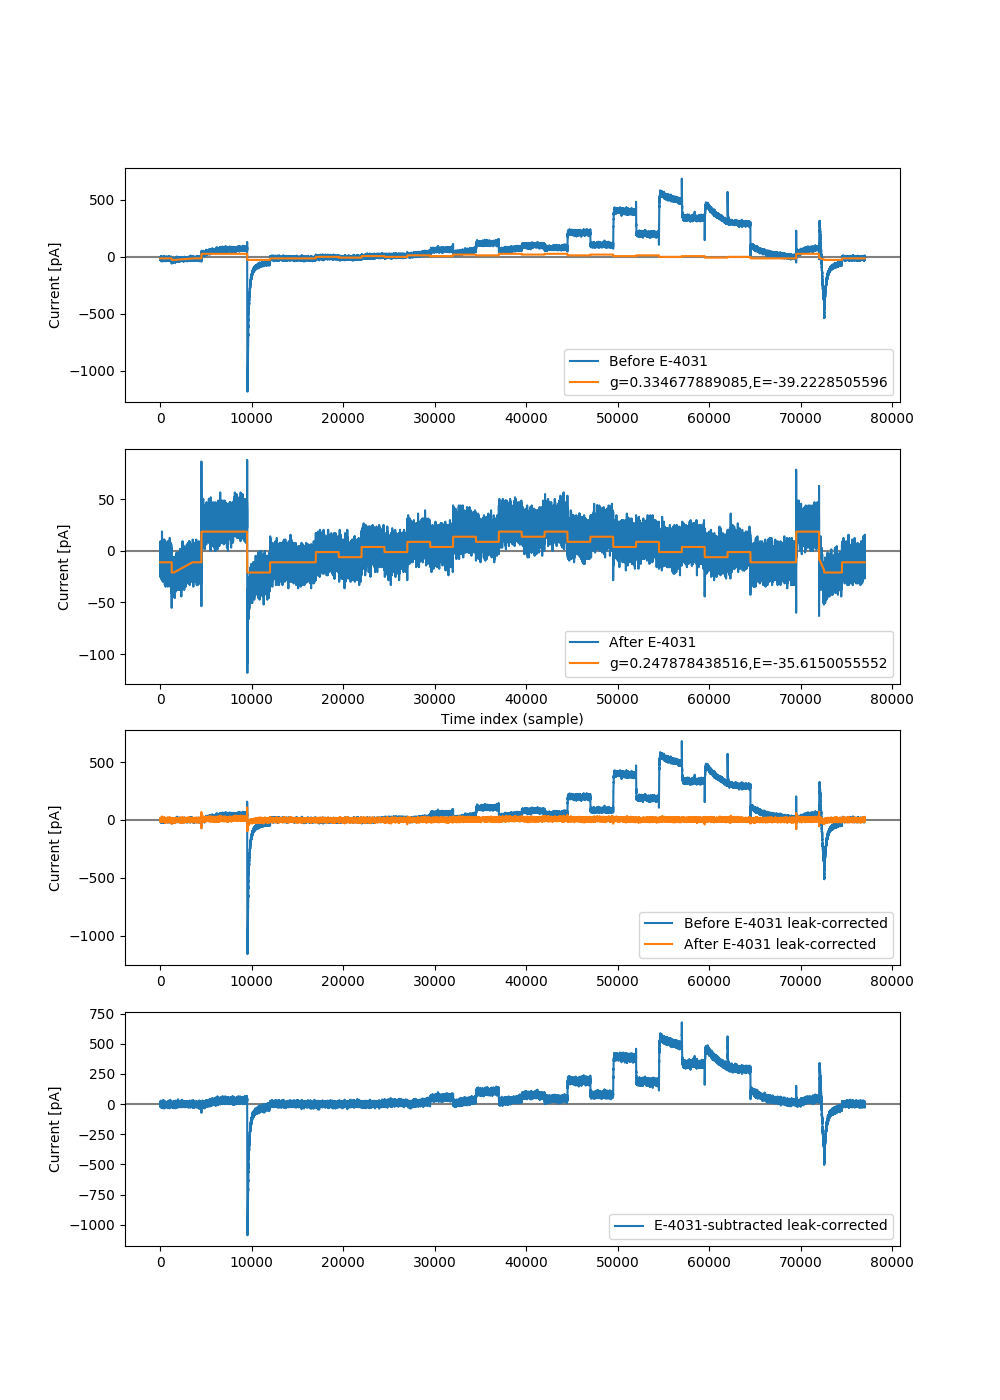 500
0
−500
−1000
Current [pA]
Before E-4031
g=0.334677889085,E=-39.2228505596
0 10000 20000 30000 40000 50000 60000 70000 80000
50
0
−50
−100
Current [pA]
After E-4031
g=0.247878438516,E=-35.6150055552
0 10000 20000 30000 40000 50000 60000 70000 80000
Time index (sample)
500
0
−500
−1000
Current [pA]
Before E-4031 leak-corrected
After E-4031 leak-corrected
0 10000 20000 30000 40000 50000 60000 70000 80000
750
500
250
0
−250
−500
−750
−1000
Current [pA]
E-4031-subtracted leak-corrected
0 10000 20000 30000 40000 50000 60000 70000 80000